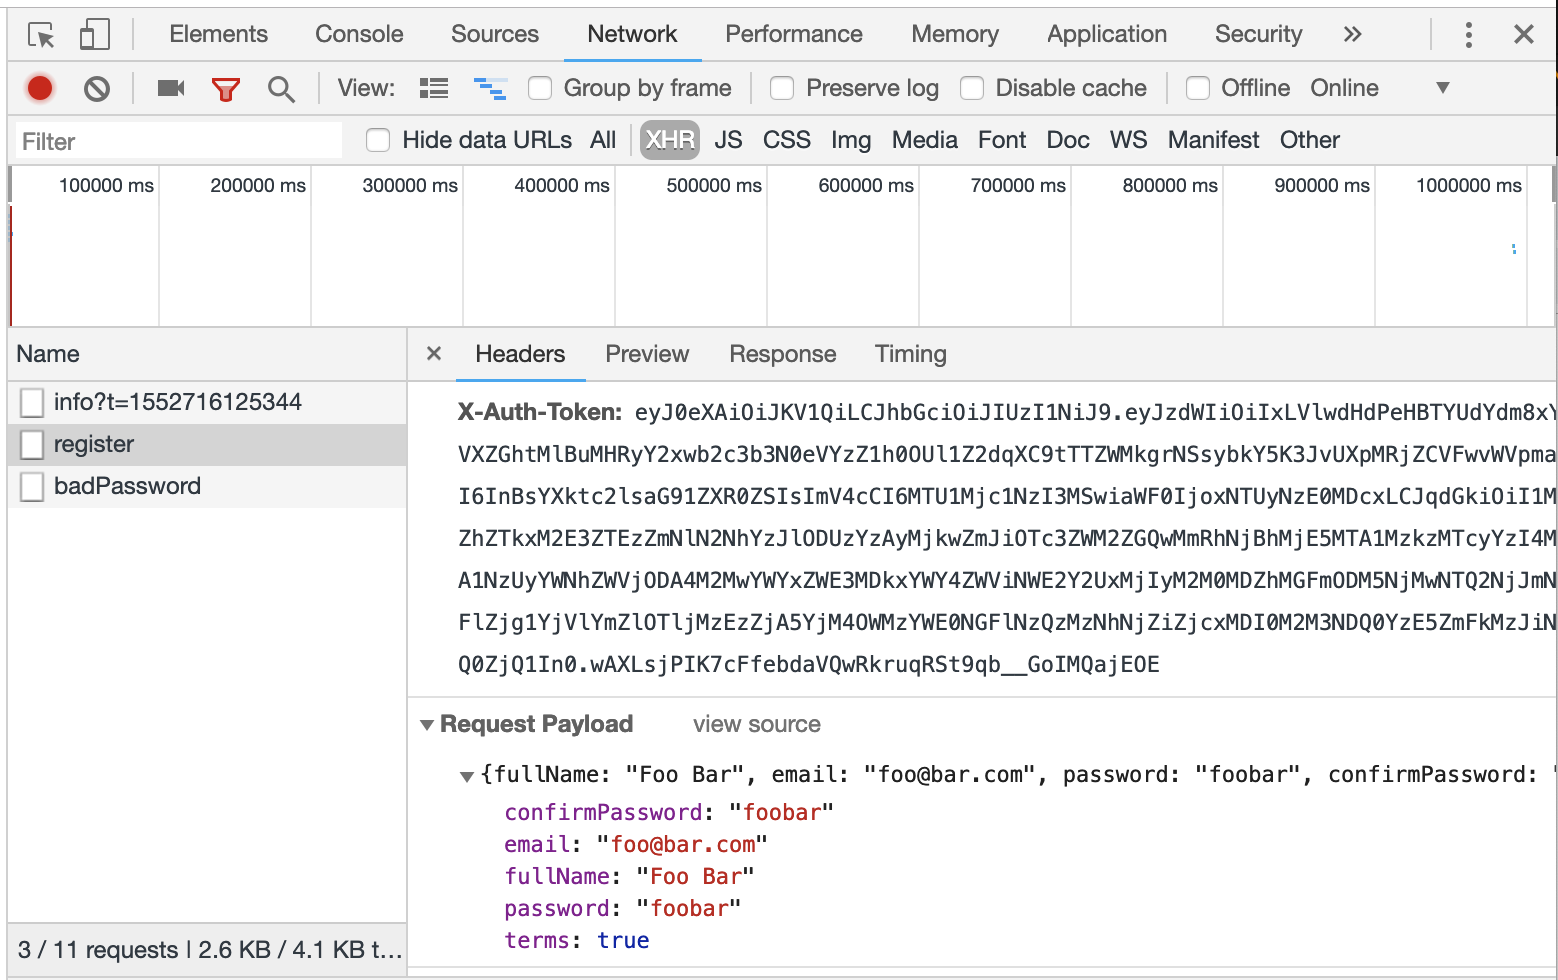 Elements Console Sources Network Performance Memory Application Security »
View: Group by frame Preserve log Disable cache Offline Online
Filter Hide data URLs All XHR JS CSS Img Media Font Doc WS Manifest Other
100000 ms 200000 ms 300000 ms 400000 ms 500000 ms 600000 ms 700000 ms 800000 ms 900000 ms 1000000 ms
Name
info?t=1552716125344
register
badPassword
3 / 11 requests | 2.6 KB / 4.1 KB t...
× Headers Preview Response Timing
X-Auth-Token: eyJ0eXAiOiJKV1QiLCJhbGciOiJIUzI1NiJ9.eyJzdWIiOiIxLVlwdHdPeHBTYUdYdm8xY
VXZGhtMlBuMHRyY2xwb2c3b3N0eVYzZ1h0OUl1Z2dqXC9tTTZWMkgrNSsybkY5K3JvUXpMRjZCVFwvWVpma
I6InBsYXktc2lsaG91ZXR0ZSIsImV4cCI6MTU1Mjc1NzI3MSwiaWF0IjoxNTUyNzE0MDcxLCJqdGkiOiI1M
ZhZTkxM2E3ZTEzZmNlN2NhYzJlODUzYzAyMjkwZmJiOTc3ZWM2ZGQwMmRhNjBhMjE5MTA1MzkzMTcyYzI4M
A1NzUyYWNhZWVjODA4M2MwYWYxZWE3MDkxYWY4ZWViNWE2Y2UxMjIyM2M0MDZhMGFmODM5NjMwNTQ2NjJmN
FlZjg1YjVlYmZlOTljMzEzZjA5YjM4OWMzYWE0NGFlNzQzMzNhNjZiZjcxMDI0M2M3NDQ0YzE5ZmFkMzJiN
Q0ZjQ1In0.wAXLsjPIK7cFfebdaVQwRkruqRSt9qb__GoIMQajEOE
Request Payload view source
{fullName: "Foo Bar", email: "foo@bar.com", password: "foobar", confirmPassword: "
confirmPassword: "foobar"
email: "foo@bar.com"
fullName: "Foo Bar"
password: "foobar"
terms: true